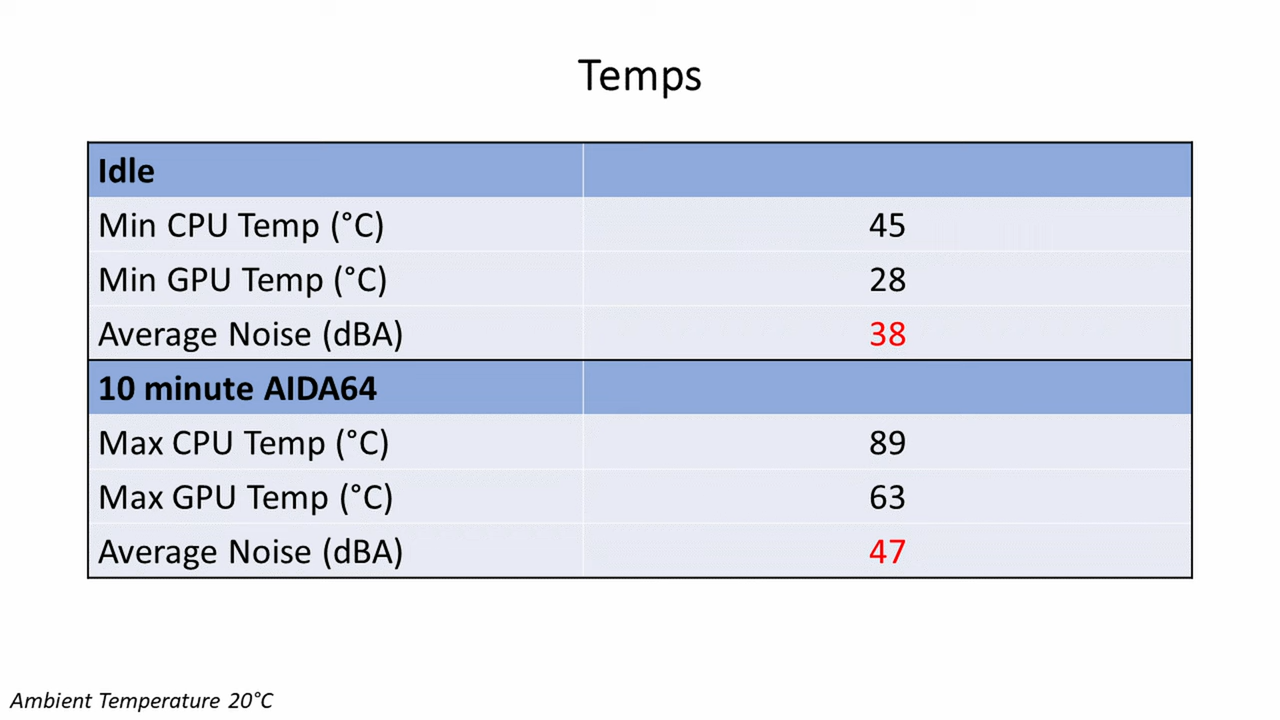 Temps
Idle
Min CPU Temp (°C) 45
Min GPU Temp (°C) 28
Average Noise (dBA) 38
10 minute AIDA64
Max CPU Temp (°C) 89
Max GPU Temp (°C) 63
Average Noise (dBA) 47
Ambient Temperature 20°C